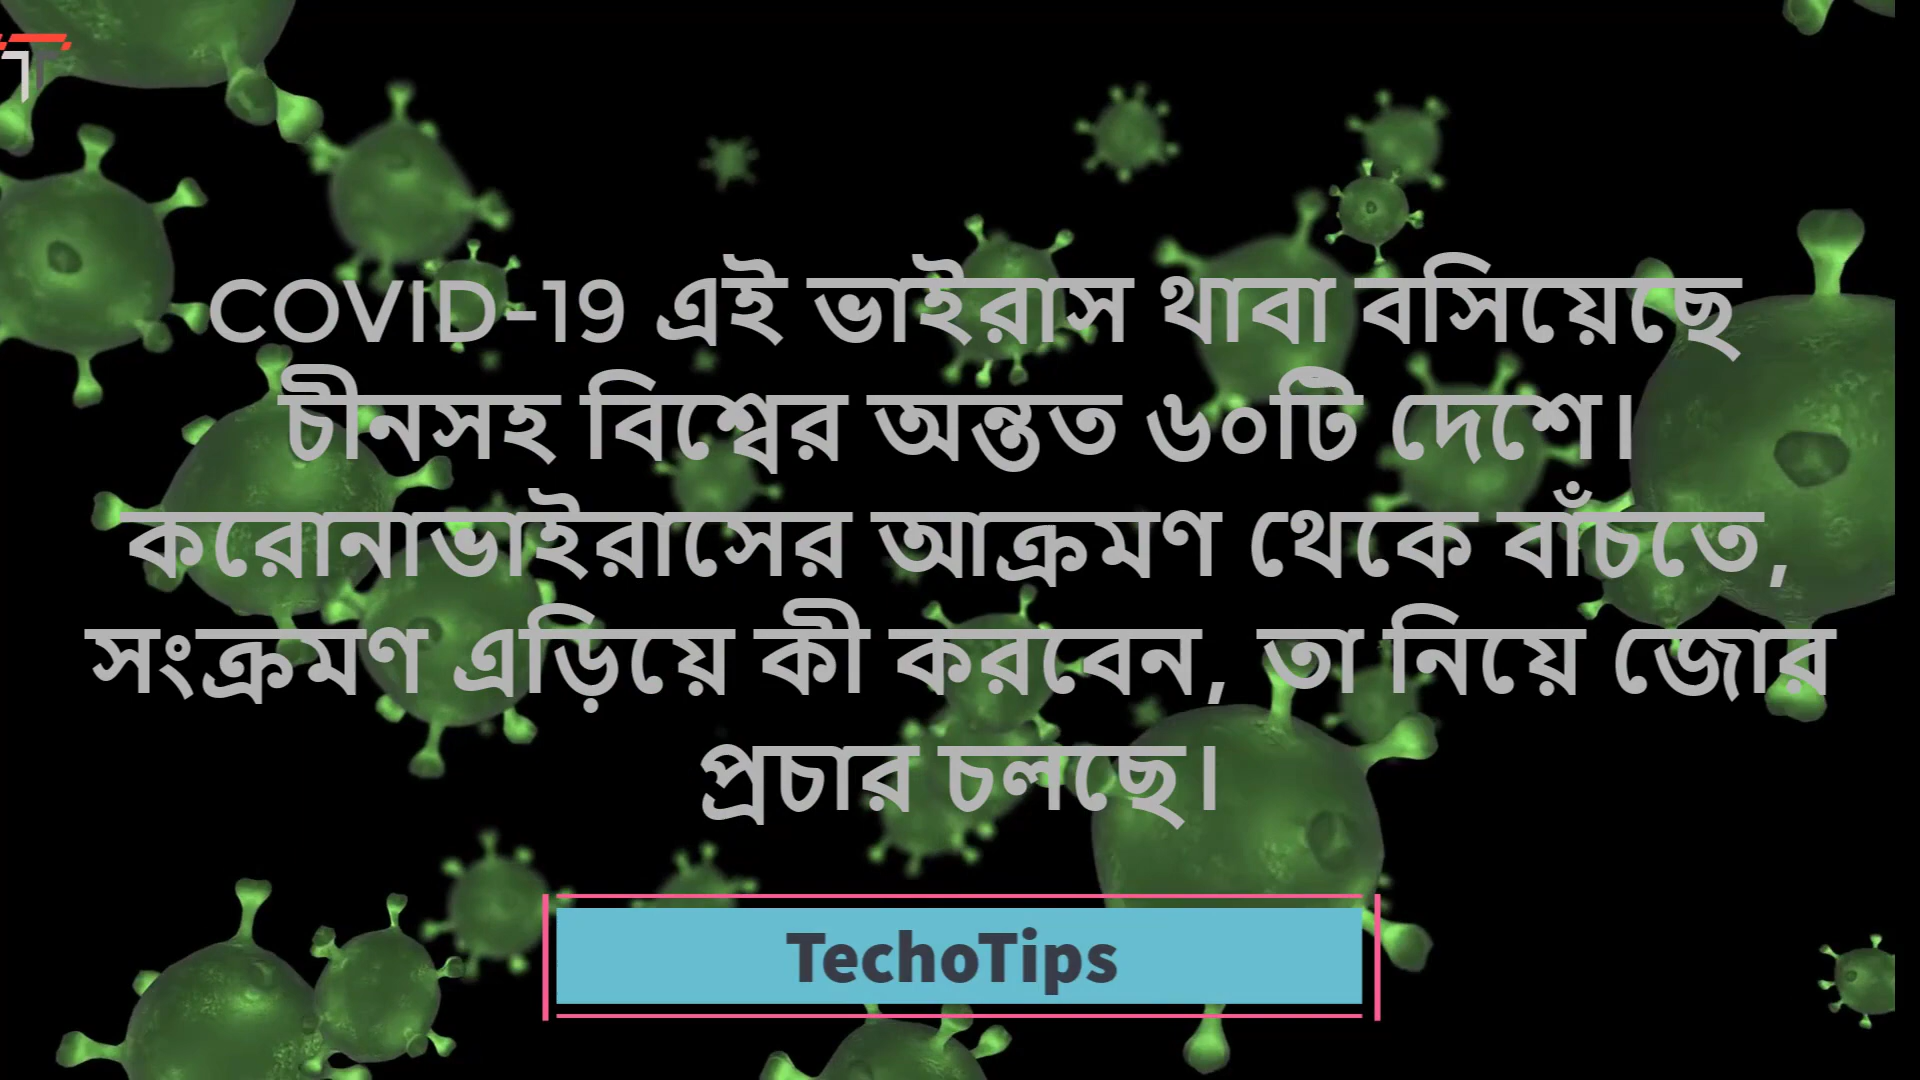 COVID-19 এই ভাইরাস থাবা বসিয়েছে
চীনসহ বিশ্বের অন্তত ৬০টি দেশে।
করোনাভাইরাসের আক্রমণ থেকে বাঁচতে,
সংক্রমণ এড়িয়ে কী করবেন, তা নিয়ে জোর
প্রচার চলছে।
TechoTips